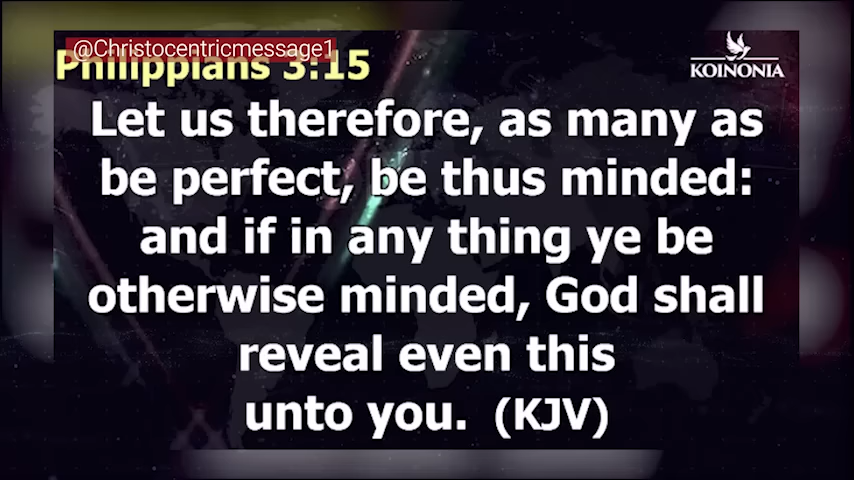 @Christocentricmessage1
Philippians 3:15
KOINONIA
Let us therefore, as many as
be perfect, be thus minded:
and if in any thing ye be
otherwise minded, God shall
reveal even this
unto you. (KJV)